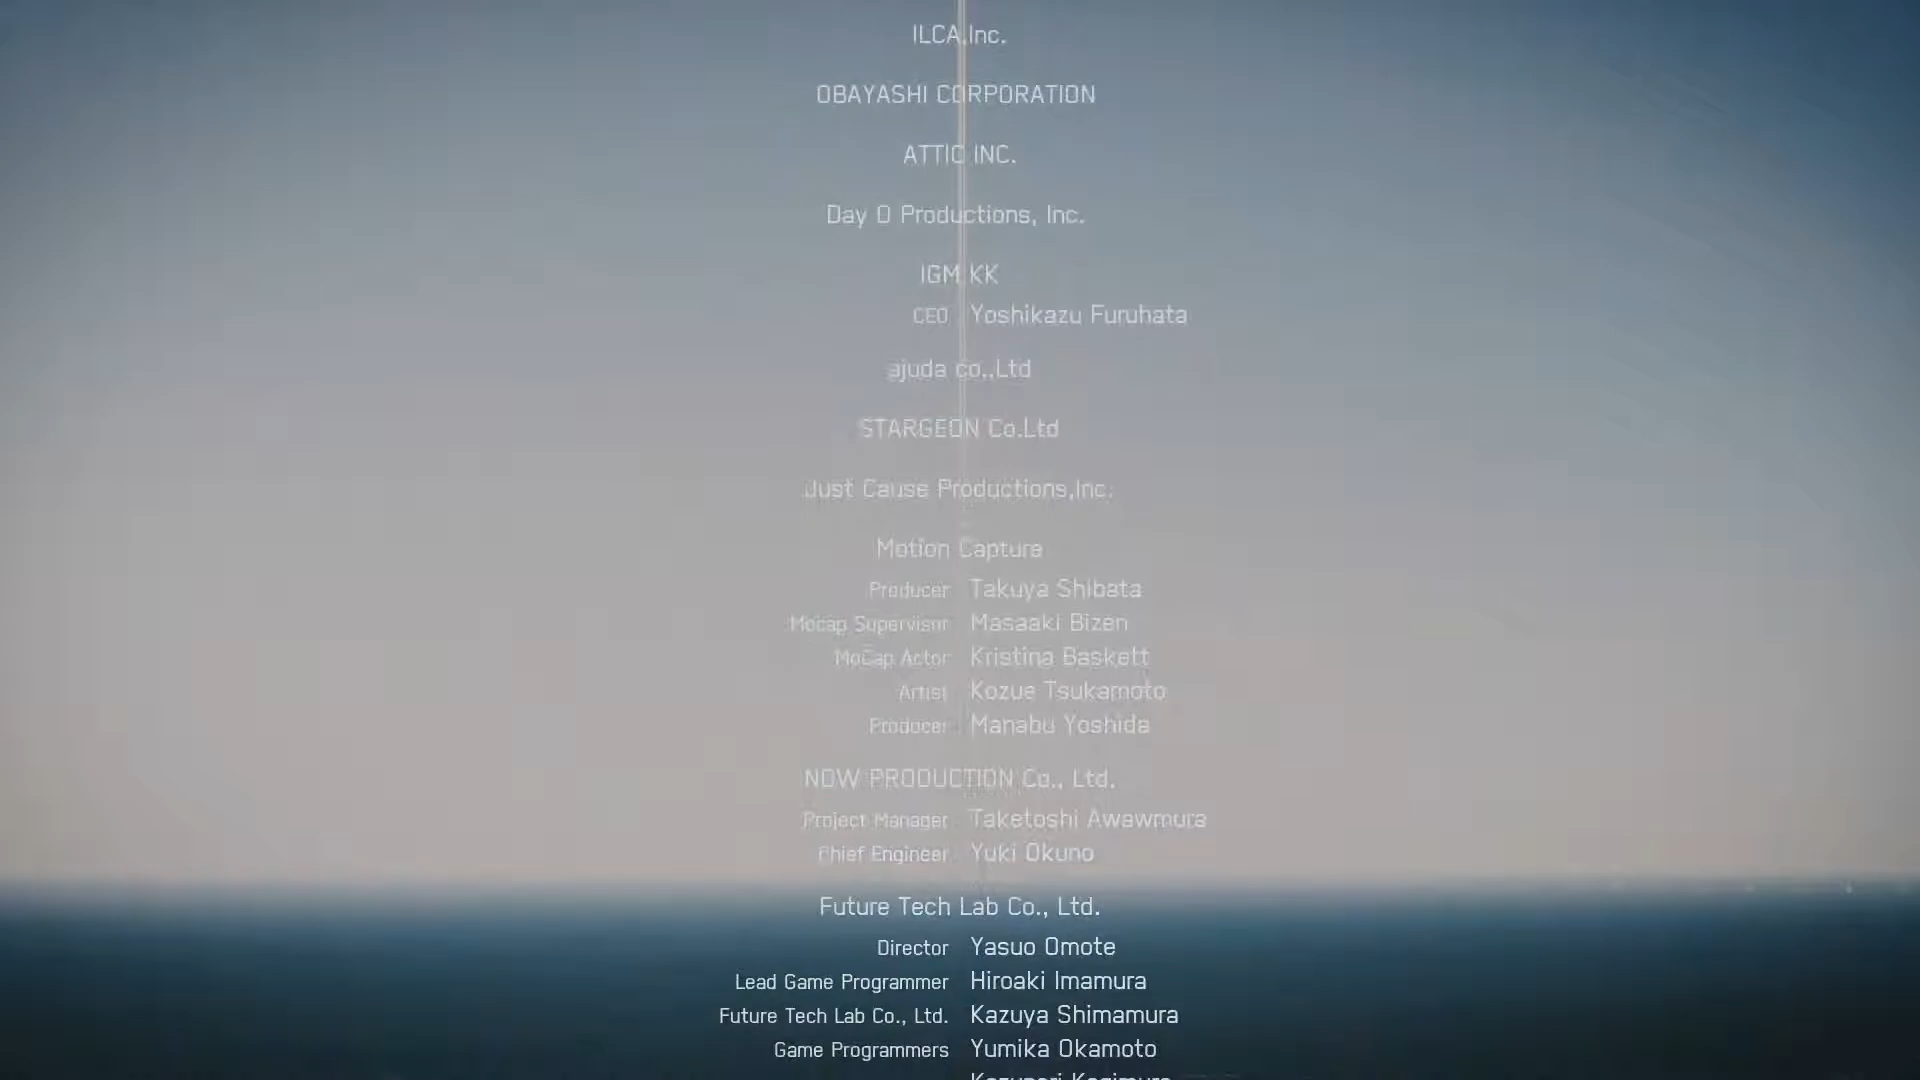 ILCA,Inc.
OBAYASHI CORPORATION
ATTIC INC.
Day 0 Productions, Inc.
IGM KK
CEO Yoshikazu Furuhata
ajuda co.,Ltd
STARGEON Co.Ltd
Just Cause Productions,Inc.
Motion Capture
Producer Takuya Shibata
Mocap Supervisor Masaaki Bizen
MoCap Actor Kristina Baskett
Artist Kozue Tsukamoto
Producer Manabu Yoshida
NOW PRODUCTION Co., Ltd.
Project Manager Taketoshi Awawmura
Chief Engineer Yuki Okuno
Future Tech Lab Co., Ltd.
Director Yasuo Omote
Lead Game Programmer Hiroaki Imamura
Future Tech Lab Co., Ltd. Kazuya Shimamura
Game Programmers Yumika Okamoto